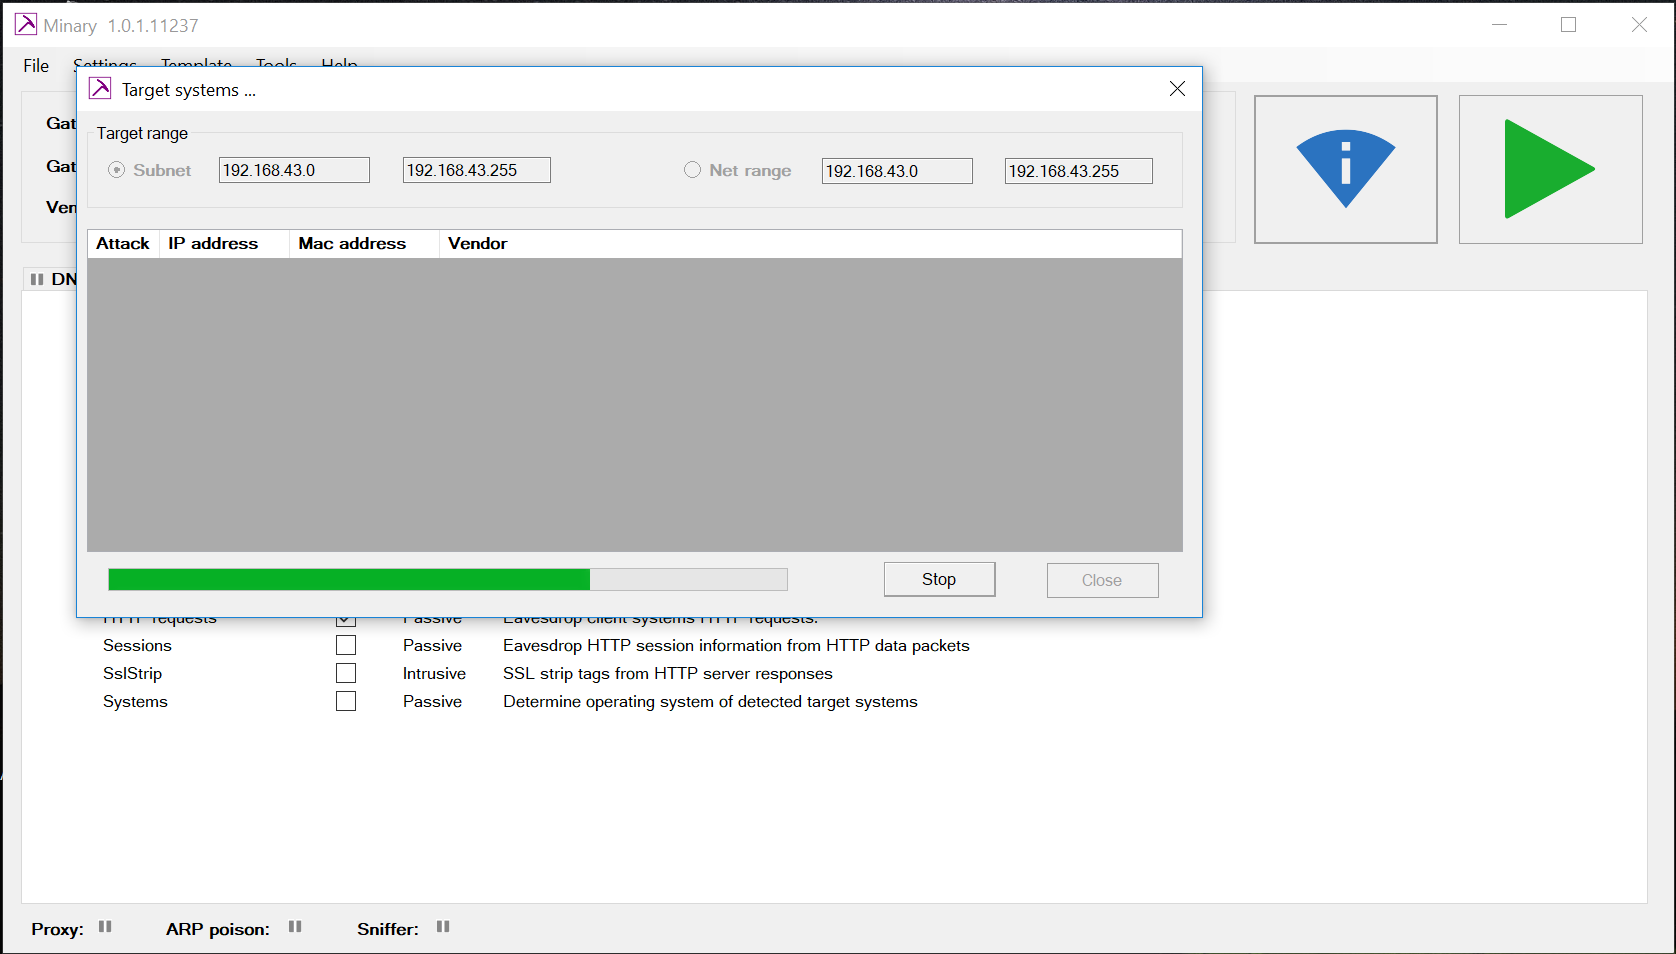 Minary 1.0.1.11237
File Settings Template Tools Help
Target systems ...
Gat
Target range
Gat
Subnet 192.168.43.0 192.168.43.255 Net range 192.168.43.0 192.168.43.255
Ven
Attack IP address Mac address Vendor
DN
Stop Close
HTTP requests Passive Eavesdrop client systems HTTP requests.
Sessions Passive Eavesdrop HTTP session information from HTTP data packets
SslStrip Intrusive SSL strip tags from HTTP server responses
Systems Passive Determine operating system of detected target systems
Proxy: ARP poison: Sniffer: